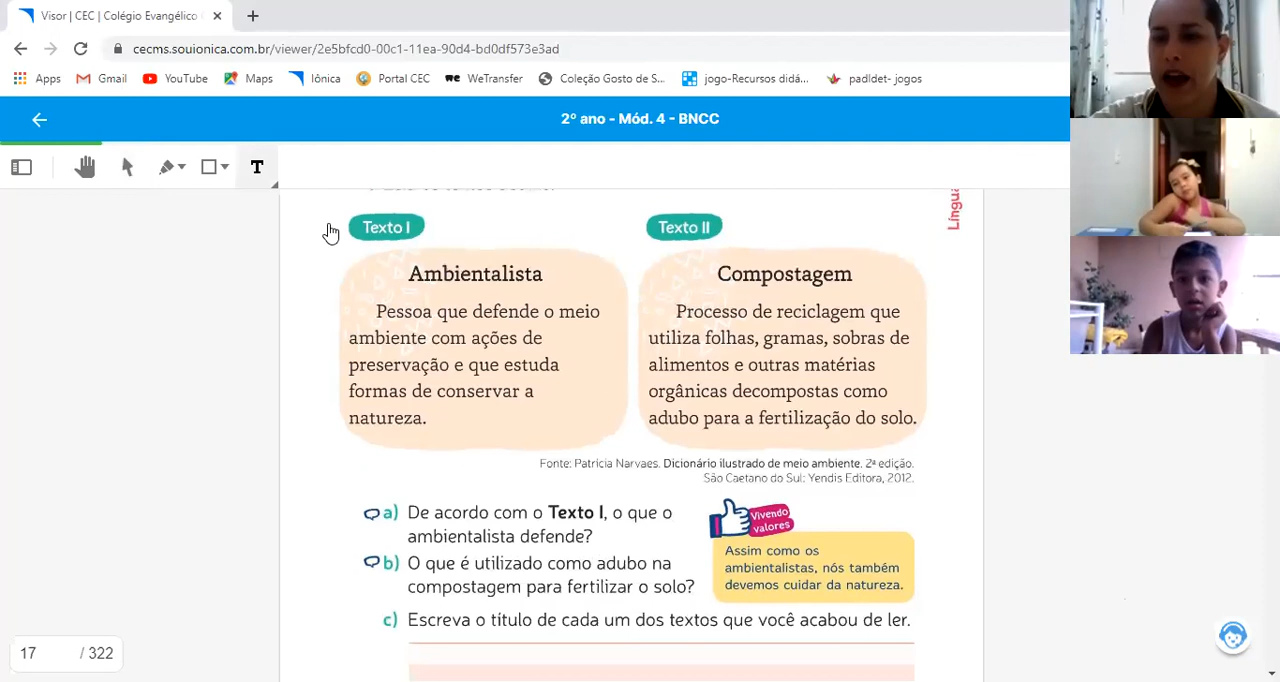 Visor | CEC | Colégio Evangélico
cecms.souionica.com.br/viewer/2e5bfcd0-00c1-11ea-90d4-bd0df573e3ad
Apps Gmail YouTube Maps Iônica Portal CEC WeTransfer Coleção Gosto de S... jogo-Recursos didá... padldet- jogos
2º ano - Mód. 4 - BNCC
T
Língua
Texto I
Ambientalista
Pessoa que defende o meio
ambiente com ações de
preservação e que estuda
formas de conservar a
natureza.
Texto II
Compostagem
Processo de reciclagem que
utiliza folhas, gramas, sobras de
alimentos e outras matérias
orgânicas decompostas como
adubo para a fertilização do solo.
Fonte: Patricia Narvaes. Dicionário ilustrado de meio ambiente. 2ª edição.
São Caetano do Sul: Yendis Editora, 2012.
a) De acordo com o Texto I, o que o
ambientalista defende?
b) O que é utilizado como adubo na
compostagem para fertilizar o solo?
Vivendo
valores
Assim como os
ambientalistas, nós também
devemos cuidar da natureza.
c) Escreva o título de cada um dos textos que você acabou de ler.
17 / 322